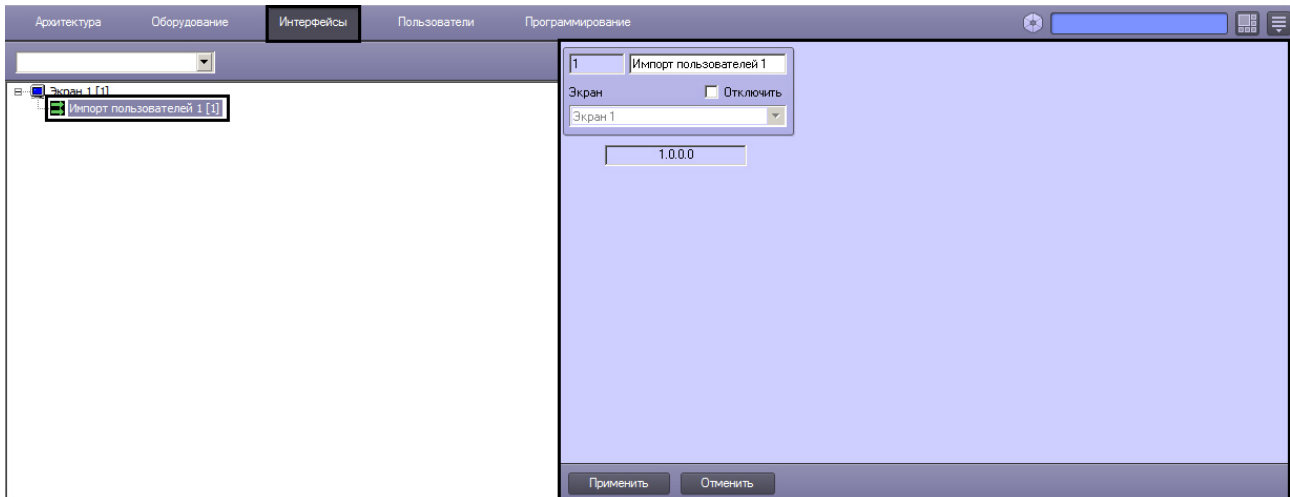 Архитектура Оборудование Интерфейсы Пользователи Программирование
1 Импорт пользователей 1
Экран 1 [1]
Экран Отключить
Импорт пользователей 1 [1]
Экран 1
1.0.0.0
Применить Отменить